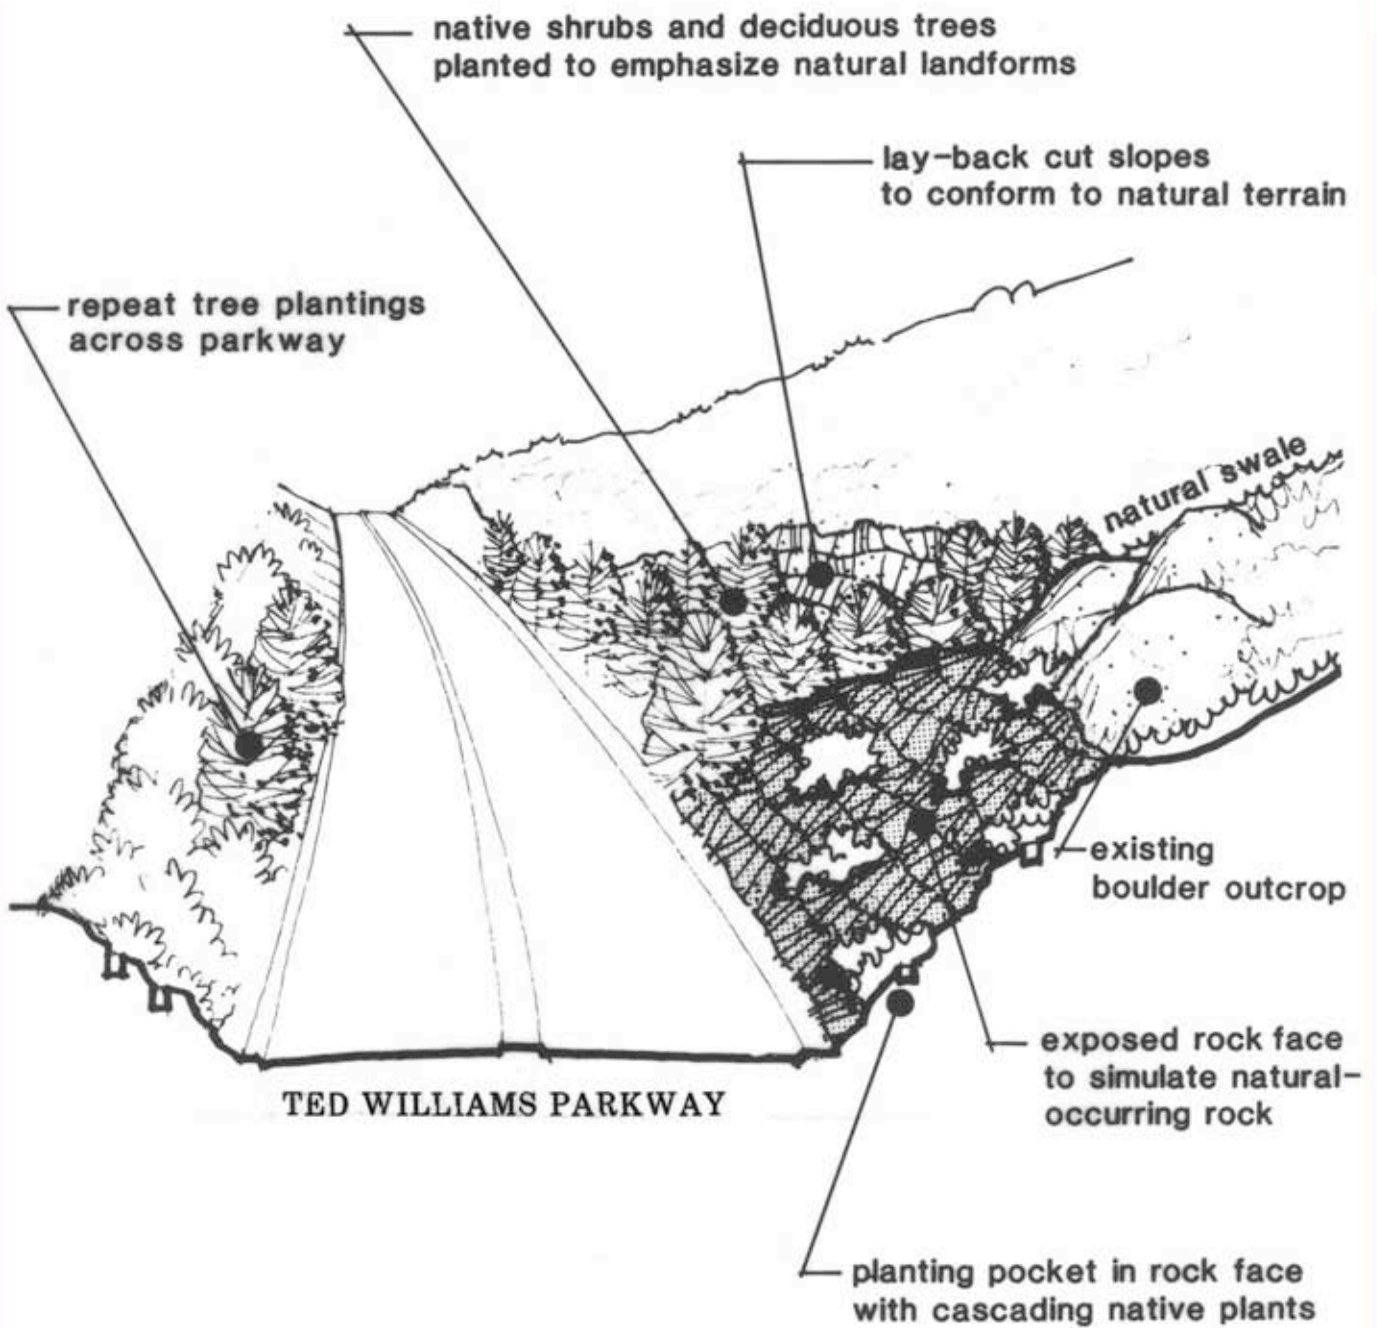 native shrubs and deciduous trees
planted to emphasize natural landforms
lay-back cut slopes
to conform to natural terrain
repeat tree plantings
across parkway
natural swale
existing
boulder outcrop
exposed rock face
to simulate natural-
occurring rock
TED WILLIAMS PARKWAY
planting pocket in rock face
with cascading native plants